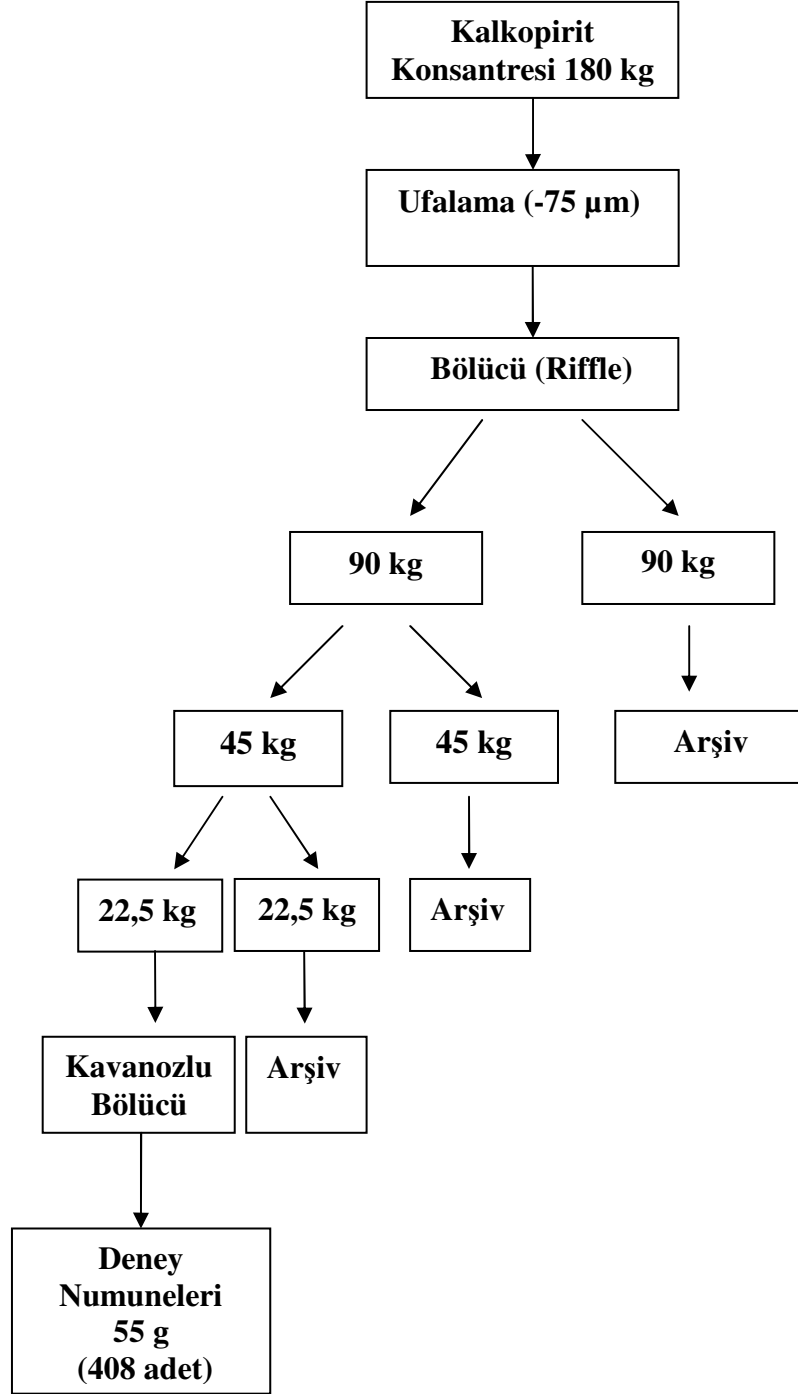 Kalkopirit
Konsantresi 180 kg
Ufalama (-75 µm)
Bölücü (Riffle)
90 kg
90 kg
45 kg
45 kg
Arşiv
22,5 kg
22,5 kg
Arşiv
Kavanozlu
Bölücü
Arşiv
Deney
Numuneleri
55 g
(408 adet)